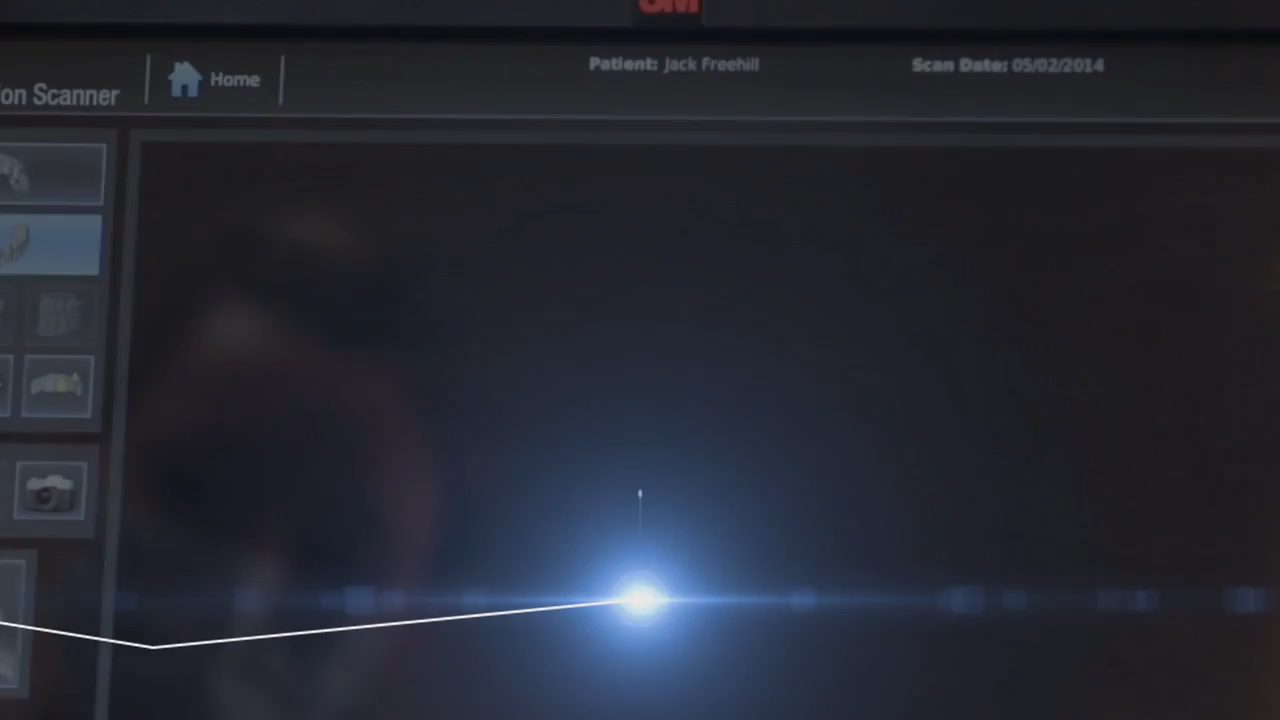 3M
Patient: Jack Freehill
Scan Date: 05/02/2014
Home
on Scanner